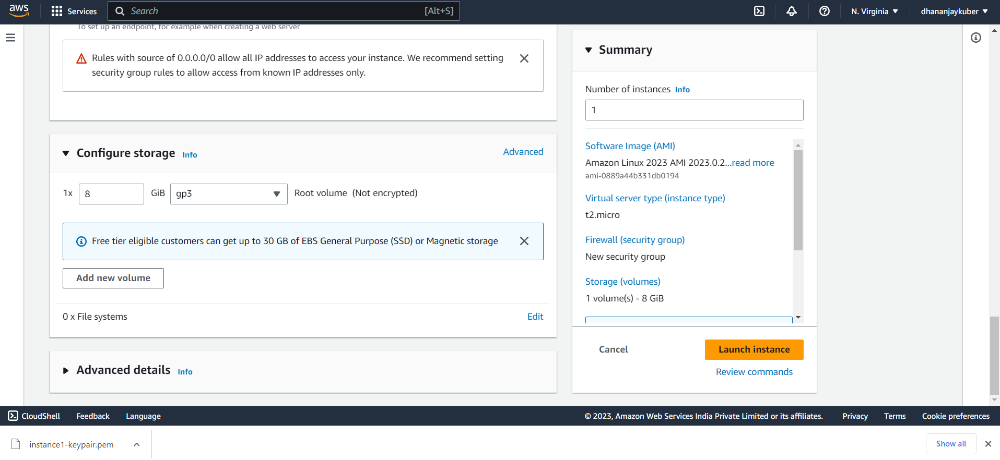 aws
Services
Search
[Alt+S]
N. Virginia
dhananjaykuber
To set up an endpoint, for example when creating a web server
Rules with source of 0.0.0.0/0 allow all IP addresses to access your instance. We recommend setting
security group rules to allow access from known IP addresses only.
Configure storage Info
Advanced
1x
8
GiB
gp3
Root volume (Not encrypted)
Free tier eligible customers can get up to 30 GB of EBS General Purpose (SSD) or Magnetic storage
Add new volume
0 x File systems
Edit
Advanced details Info
Summary
Number of instances Info
1
Software Image (AMI)
Amazon Linux 2023 AMI 2023.0.2...read more
ami-0889a44b331db0194
Virtual server type (instance type)
t2.micro
Firewall (security group)
New security group
Storage (volumes)
1 volume(s) - 8 GiB
Cancel
Launch instance
Review commands
CloudShell
Feedback
Language
© 2023, Amazon Web Services India Private Limited or its affiliates.
Privacy
Terms
Cookie preferences
instance1-keypair.pem
Show all